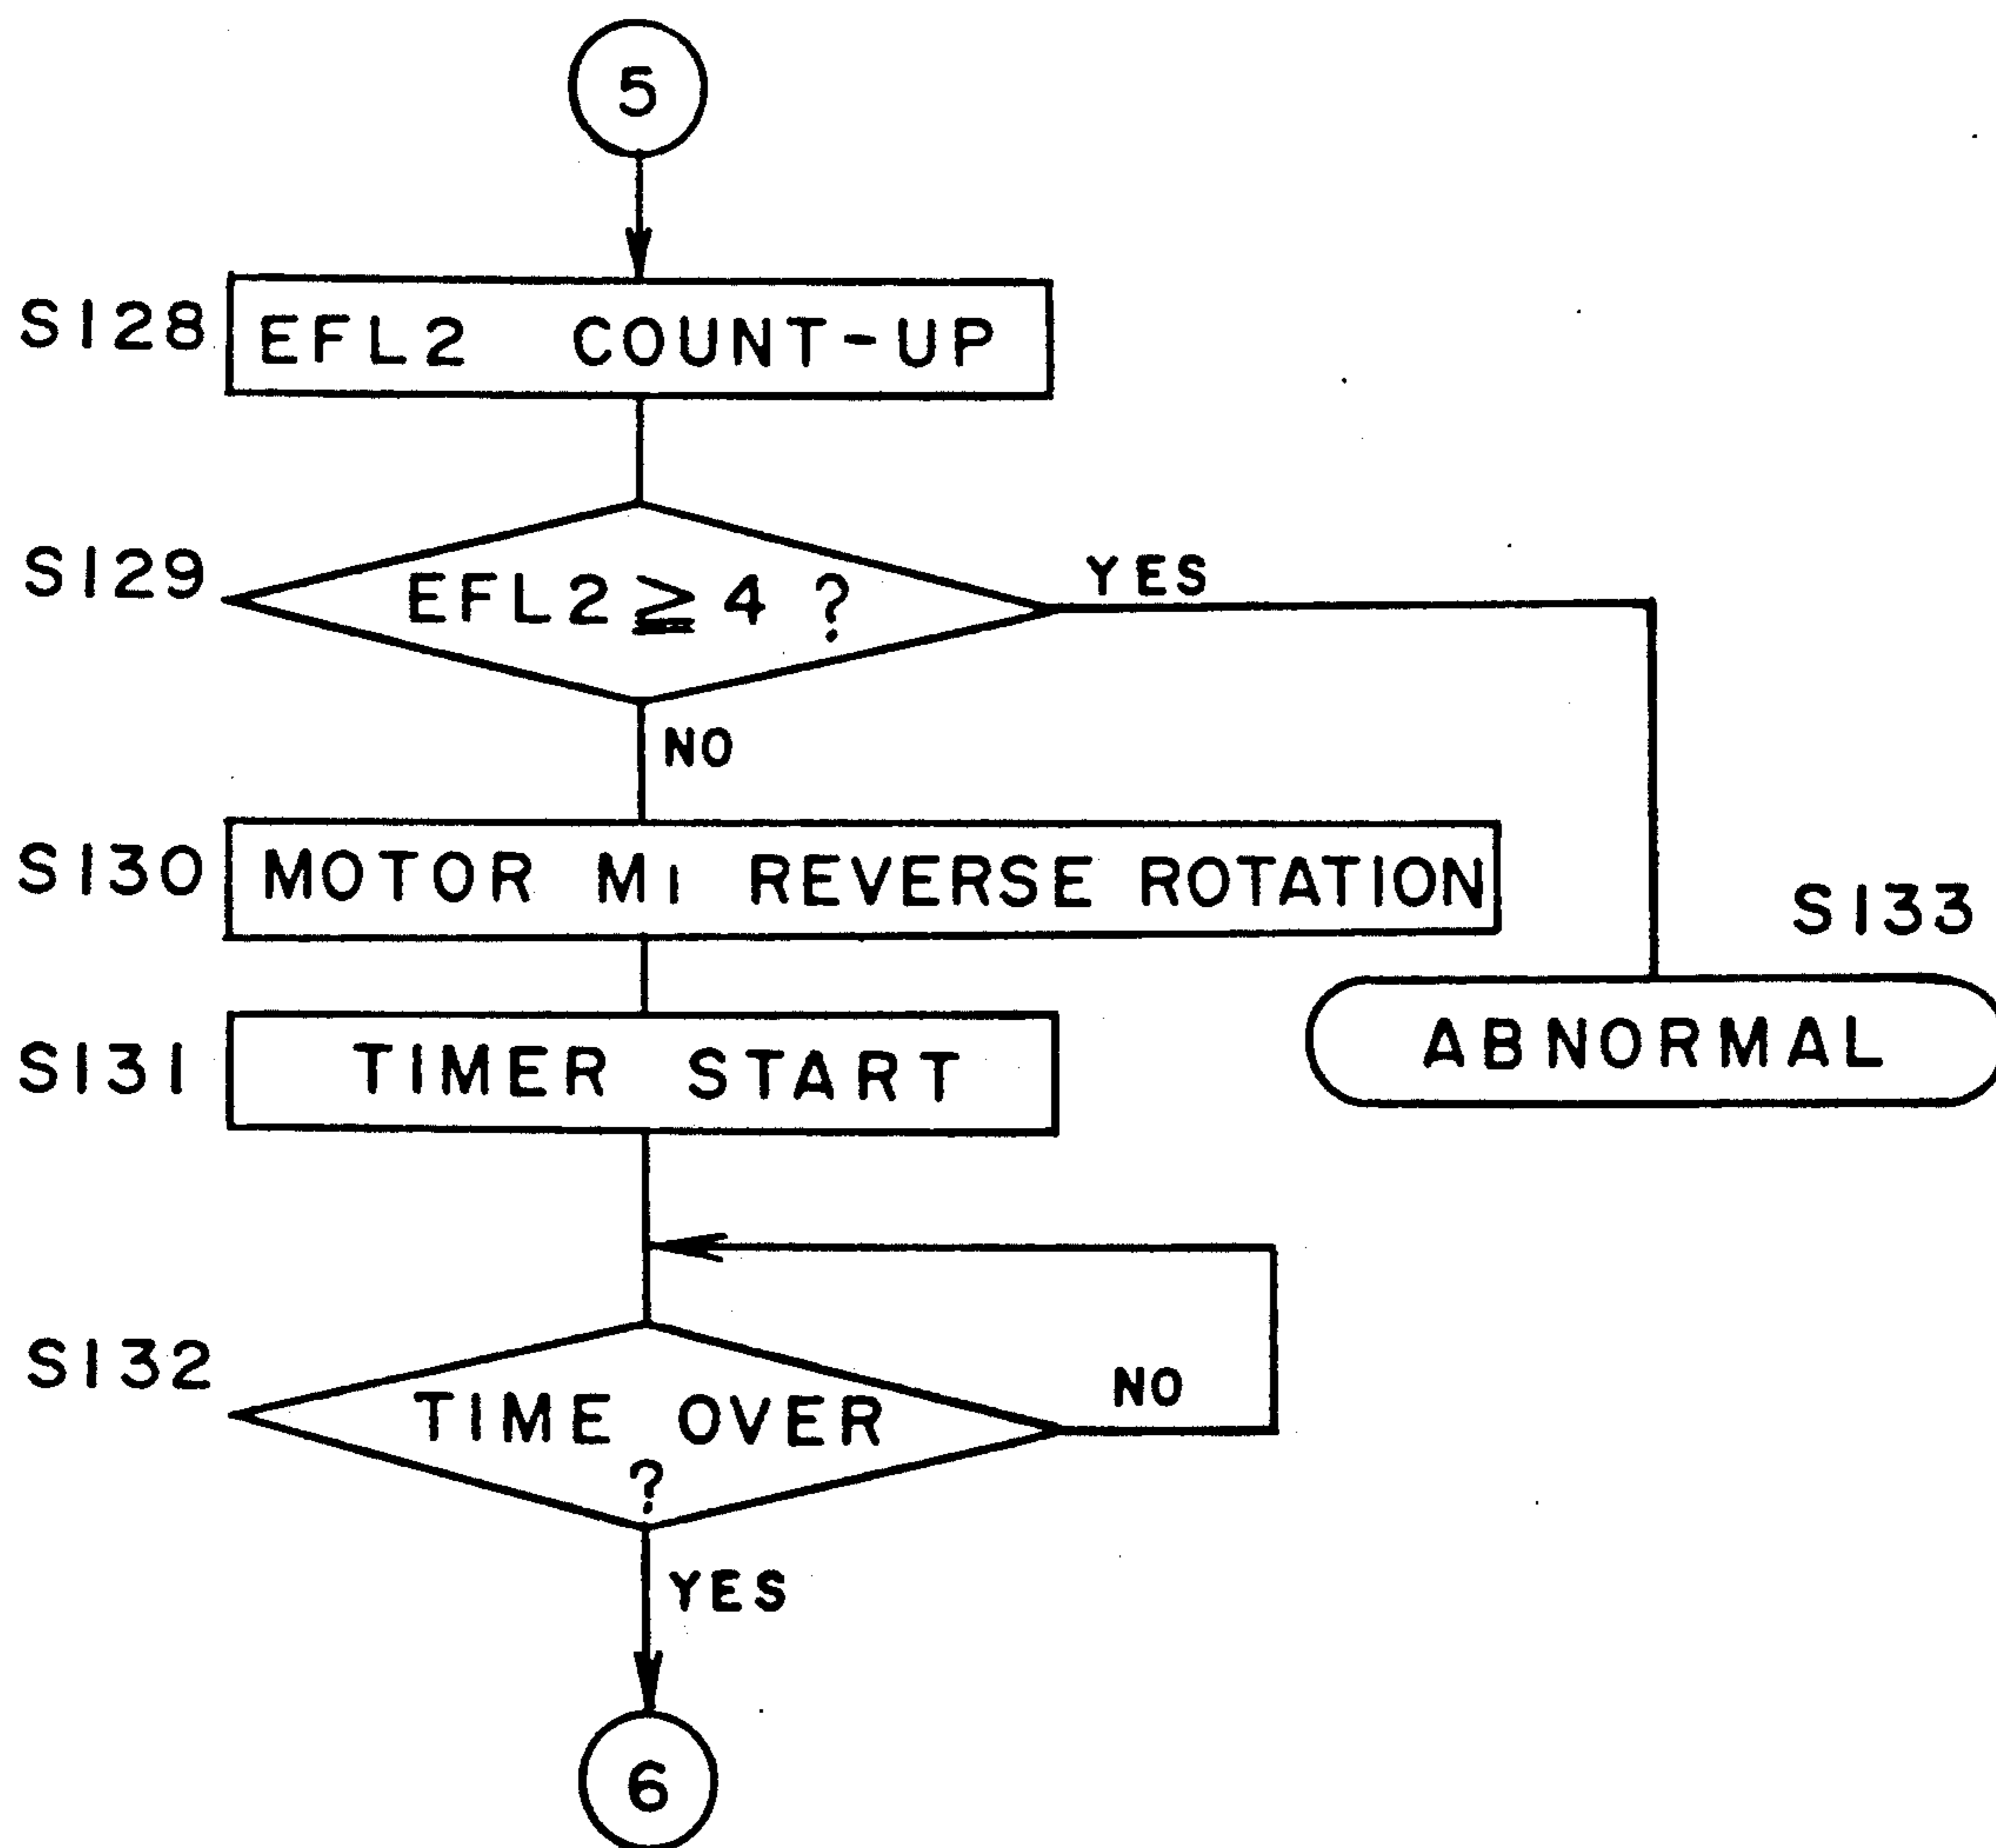 5
S128 EFL2 COUNT-UP
S129 EFL2 ≧ 4 ?
YES
NO
S130 MOTOR M1 REVERSE ROTATION
S133
ABNORMAL
S131 TIMER START
S132 TIME OVER
?
NO
YES
6